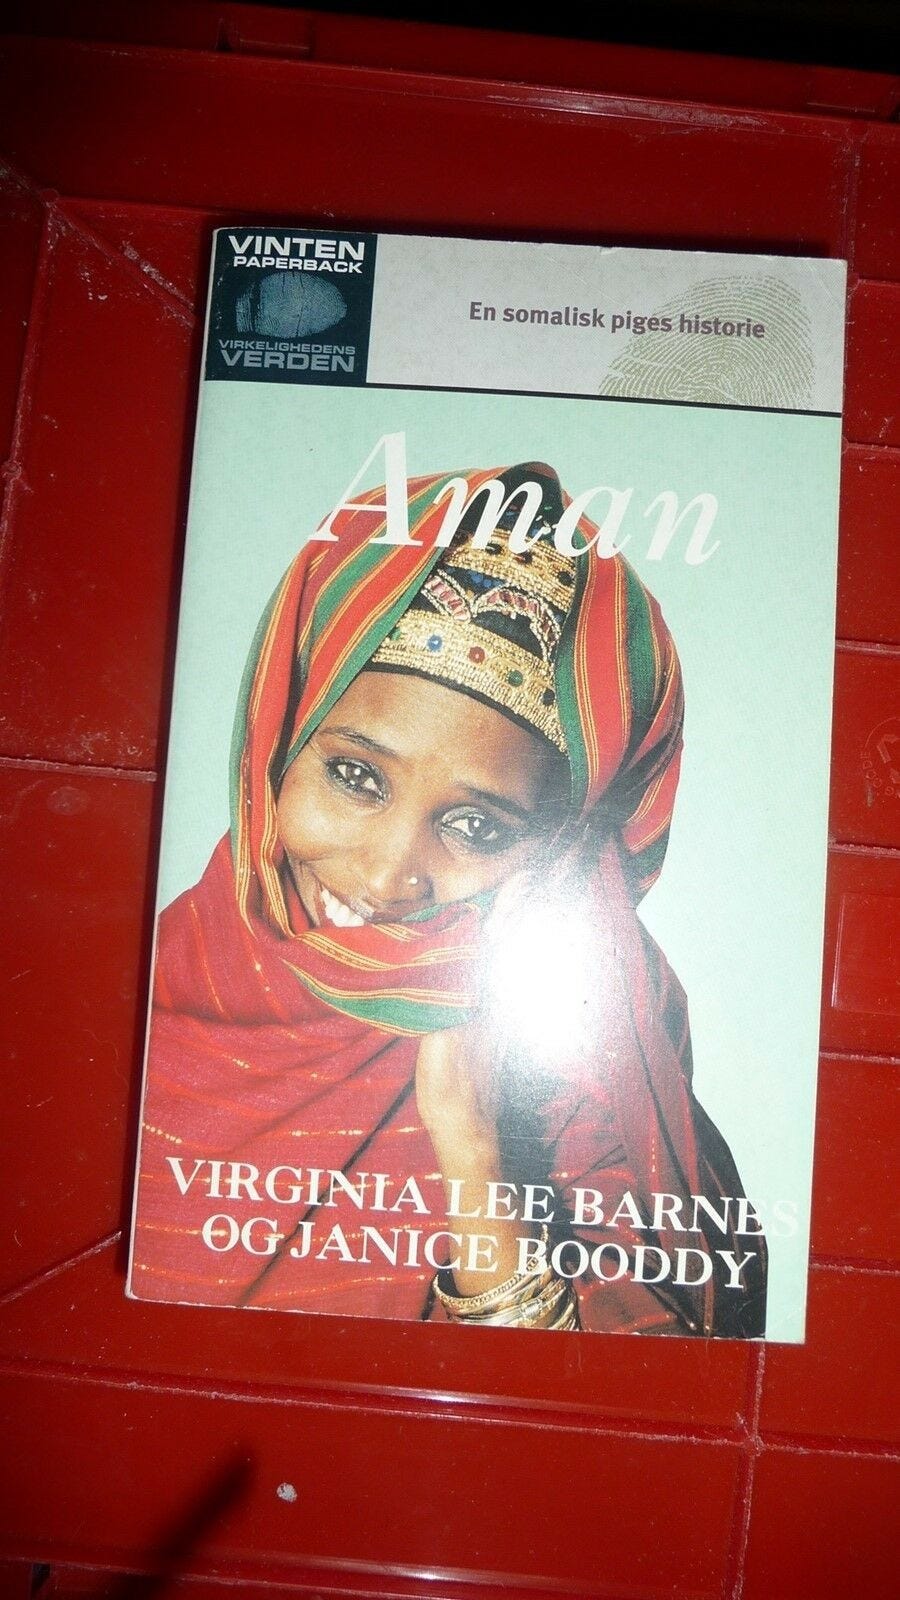 VINTEN
PAPERBACK
VIRKELIGHEDENS
VERDEN
En somalisk piges historie
Aman
VIRGINIA LEE BARNES
OG JANICE BOODDY